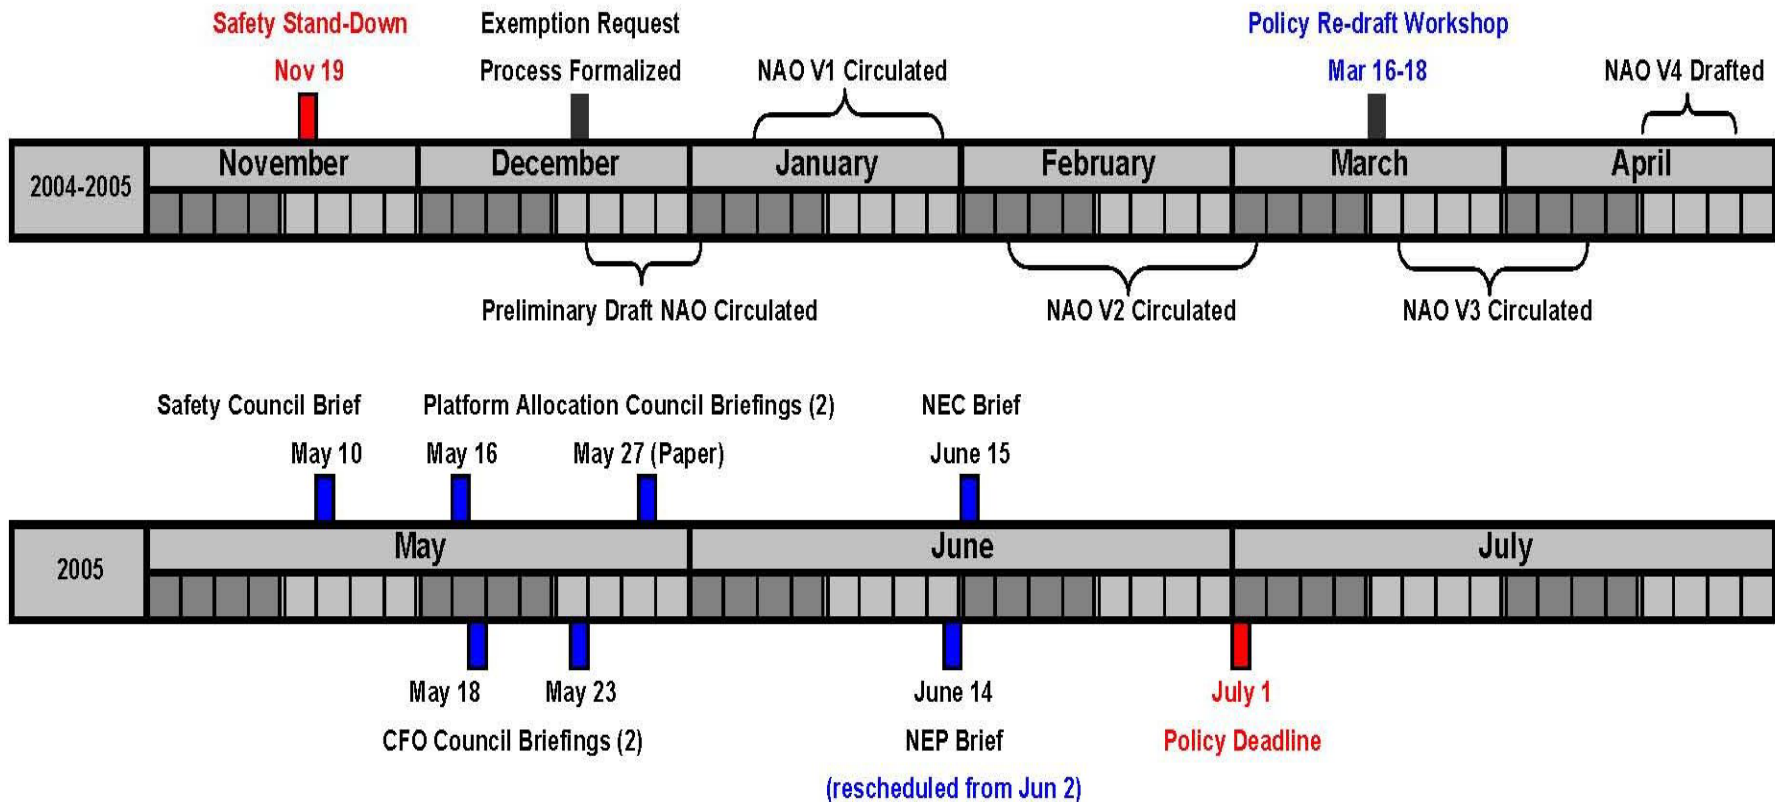 Safety Stand-Down
Nov 19
Exemption Request
Process Formalized
NAO V1 Circulated
Policy Re-draft Workshop
Mar 16-18
NAO V4 Drafted
2004-2005
November
December
January
February
March
April
Preliminary Draft NAO Circulated
NAO V2 Circulated
NAO V3 Circulated
Safety Council Brief
May 10
Platform Allocation Council Briefings (2)
May 16
May 27 (Paper)
NEC Brief
June 15
2005
May
June
July
May 18
May 23
CFO Council Briefings (2)
June 14
NEP Brief
(rescheduled from Jun 2)
July 1
Policy Deadline